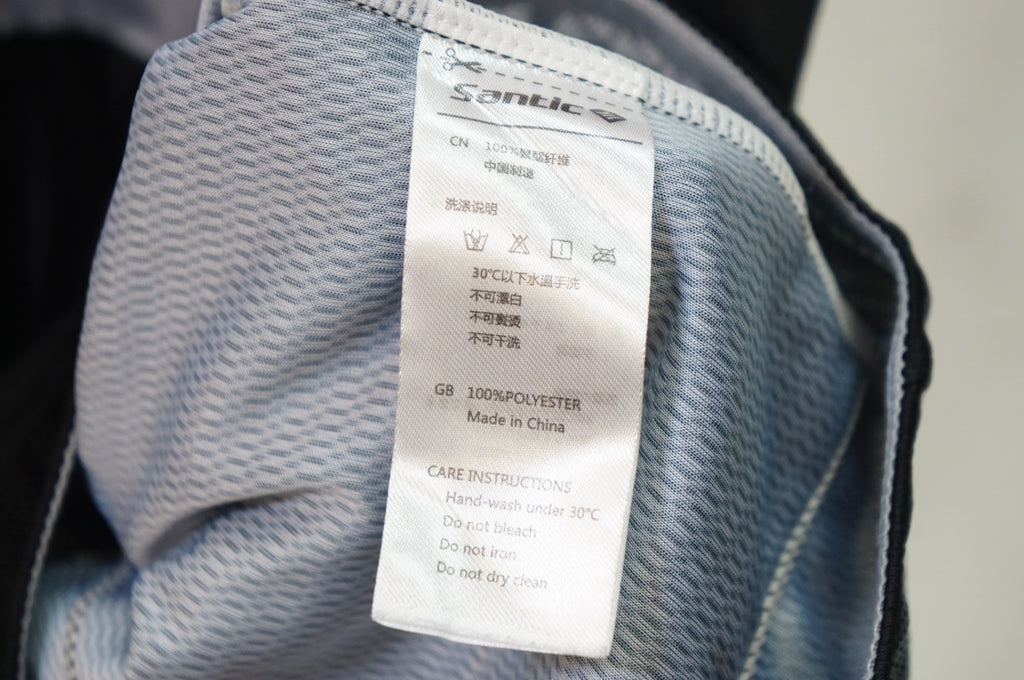 Santic
CN 100%聚酯纤维
中国制造
洗涤说明
30℃以下水温手洗
不可漂白
不可熨烫
不可干洗
GB 100%POLYESTER
Made in China
CARE INSTRUCTIONS
Hand-wash under 30℃
Do not bleach
Do not iron
Do not dry clean